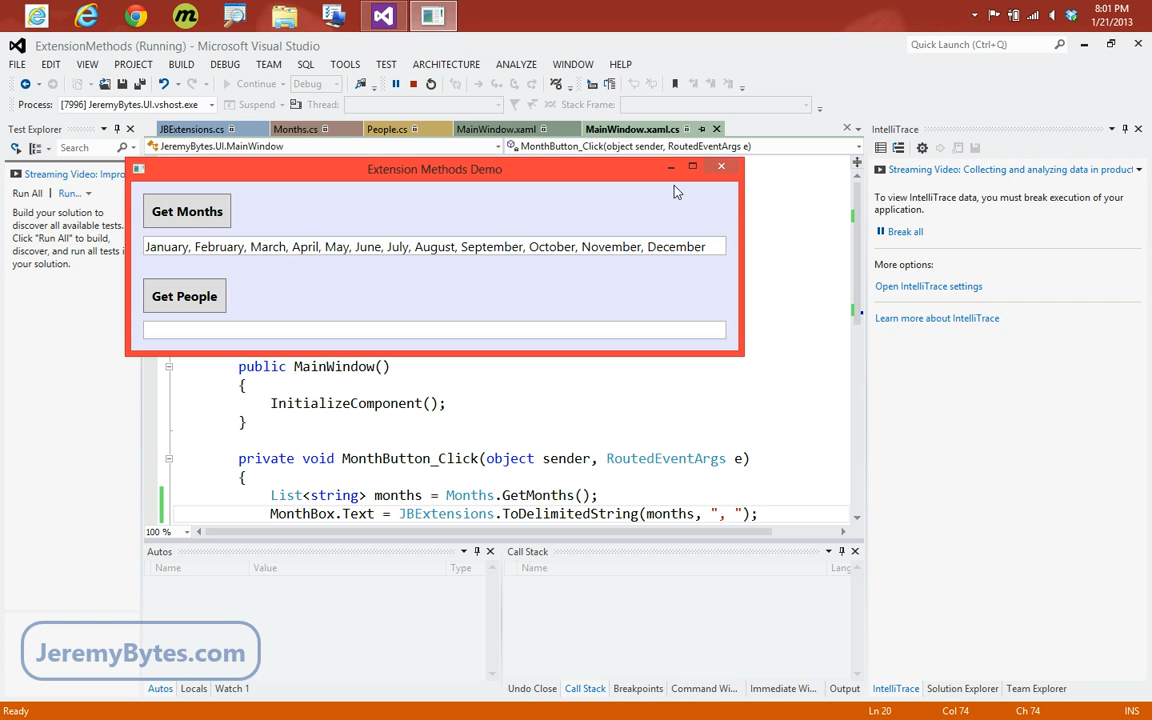 8:01 PM
1/21/2013
ExtensionMethods (Running) - Microsoft Visual Studio
Quick Launch (Ctrl+Q)
FILE EDIT VIEW PROJECT BUILD DEBUG TEAM SQL TOOLS TEST ARCHITECTURE ANALYZE WINDOW HELP
Continue Debug
Process: [7996] JeremyBytes.UI.vshost.exe Suspend Thread: Stack Frame:
Test Explorer
JBExtensions.cs Months.cs People.cs MainWindow.xaml MainWindow.xaml.cs
IntelliTrace
Search
JeremyBytes.UI.MainWindow
MonthButton_Click(object sender, RoutedEventArgs e)
Streaming Video: Impro
Run All Run...
Build your solution to
discover all available tests.
Click "Run All" to build,
discover, and run all tests i
your solution.
Extension Methods Demo
Get Months
January, February, March, April, May, June, July, August, September, October, November, December
Get People
public MainWindow()
{
InitializeComponent();
}
private void MonthButton_Click(object sender, RoutedEventArgs e)
{
List<string> months = Months.GetMonths();
MonthBox.Text = JBExtensions.ToDelimitedString(months, ", ");
100 %
Streaming Video: Collecting and analyzing data in product
To view IntelliTrace data, you must break execution of your
application.
Break all
More options:
Open IntelliTrace settings
Learn more about IntelliTrace
Autos
Name Value Type
Call Stack
Name Lang
JeremyBytes.com
Autos Locals Watch 1
Undo Close Call Stack Breakpoints Command Wi... Immediate Wi... Output
IntelliTrace Solution Explorer Team Explorer
Ready
Ln 20 Col 74 Ch 74 INS